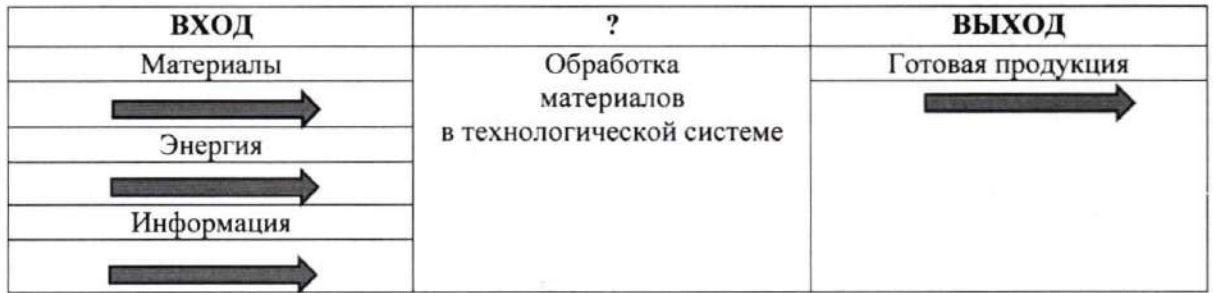 ВХОД
?
ВЫХОД
Материалы
Обработка
материалов
в технологической системе
Готовая продукция
Энергия
Информация